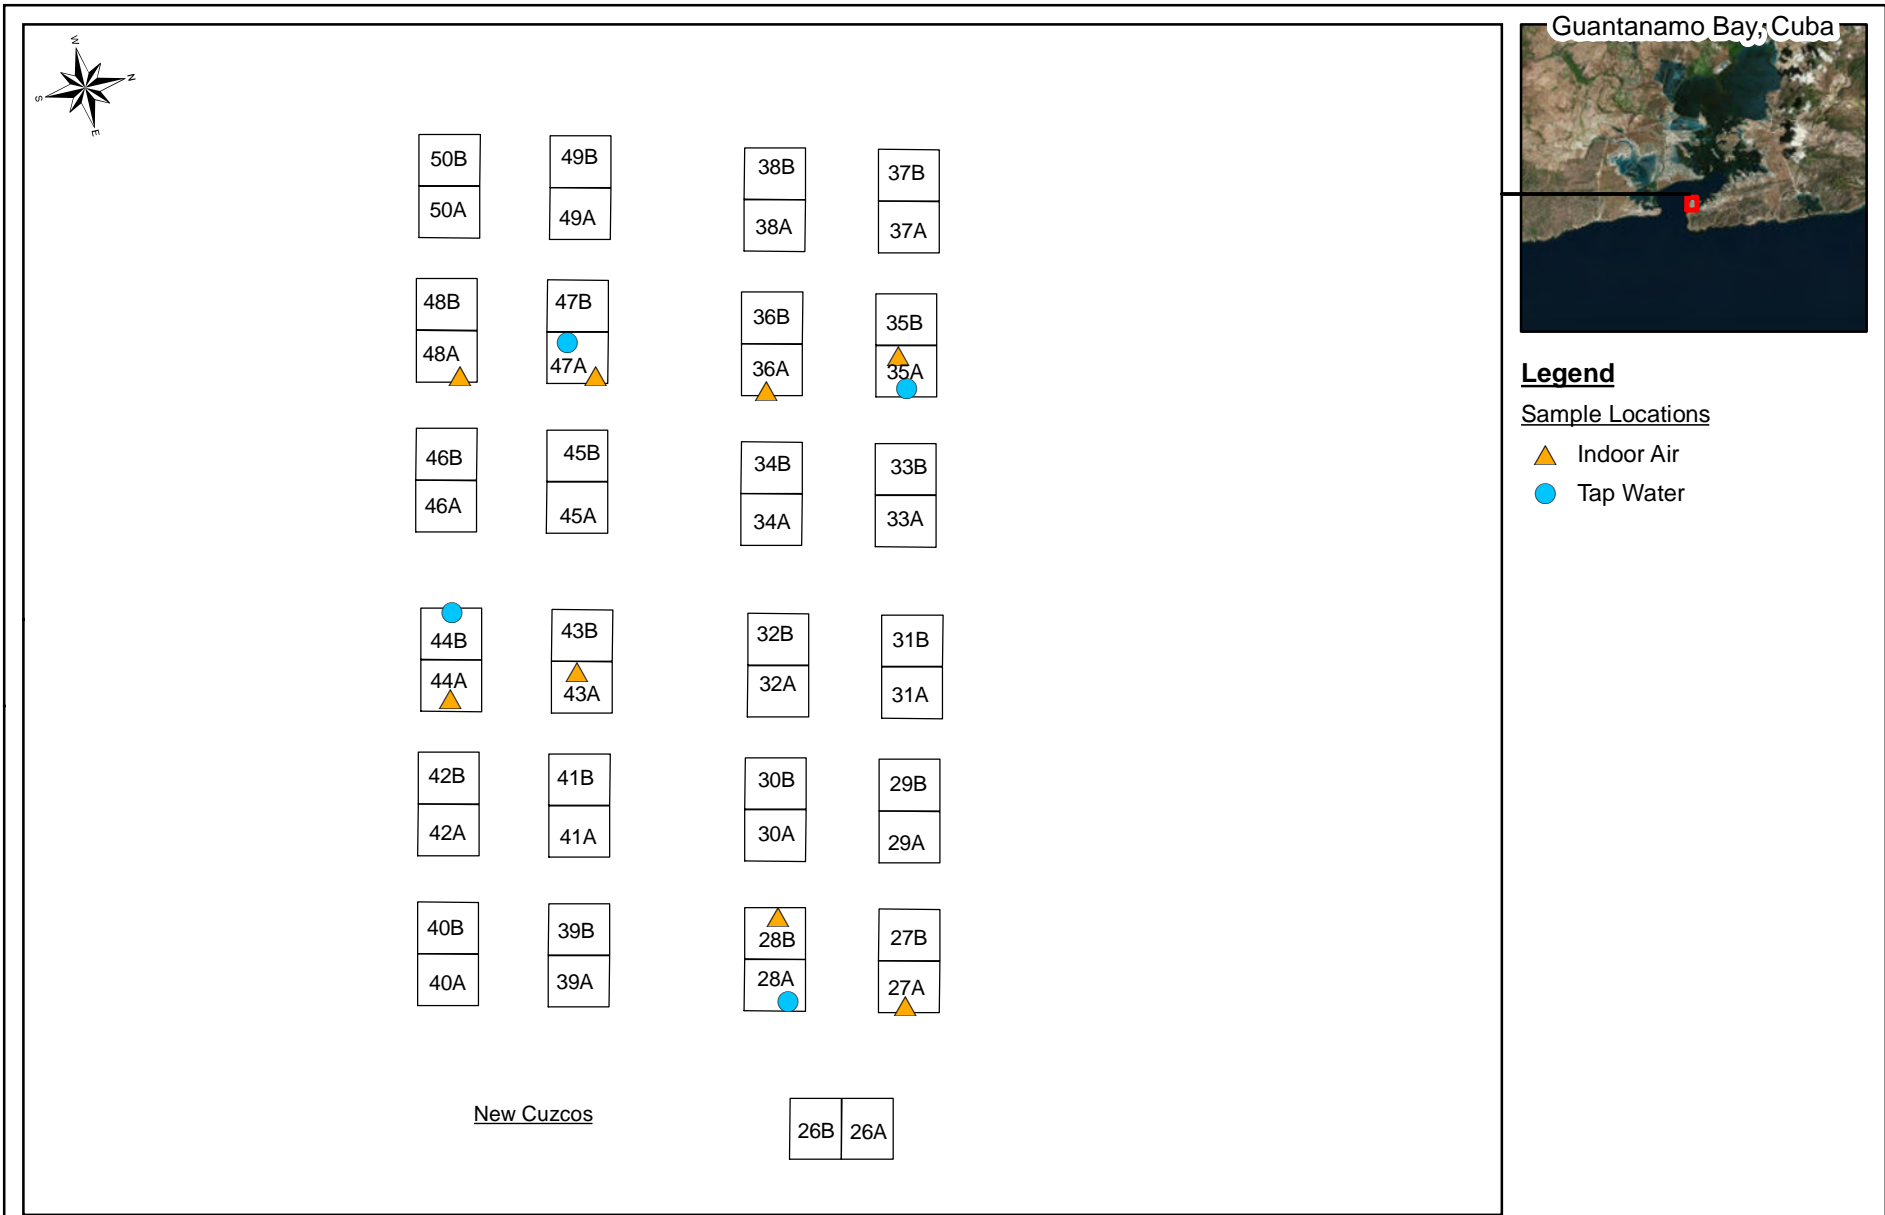 Guantanamo Bay, Cuba
W
N
S
E
50B 49B 38B 37B
50A 49A 38A 37A
48B 47B 36B 35B
48A 47A 36A 35A
46B 45B 34B 33B
46A 45A 34A 33A
44B 43B 32B 31B
44A 43A 32A 31A
42B 41B 30B 29B
42A 41A 30A 29A
40B 39B 28B 27B
40A 39A 28A 27A
New Cuzcos
26B 26A
Legend
Sample Locations
Indoor Air
Tap Water